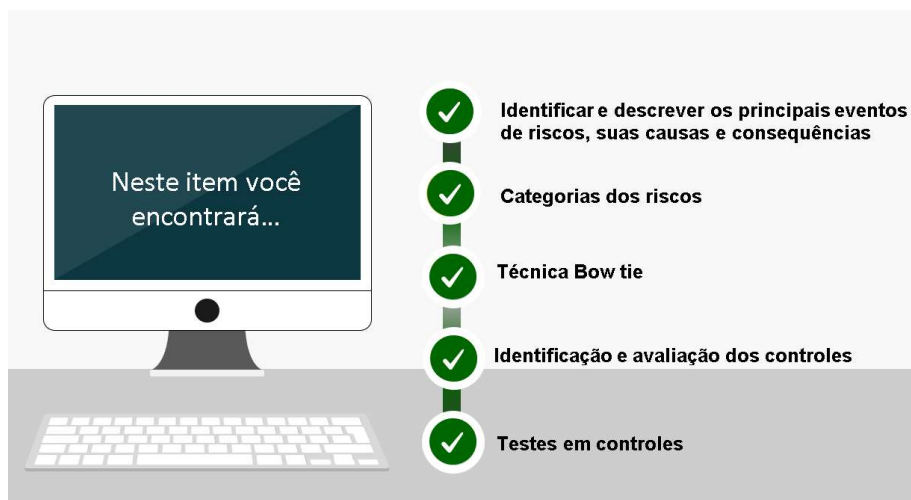 Neste item você
encontrará...
Identificar e descrever os principais eventos
de riscos, suas causas e consequências
Categorias dos riscos
Técnica Bow tie
Identificação e avaliação dos controles
Testes em controles